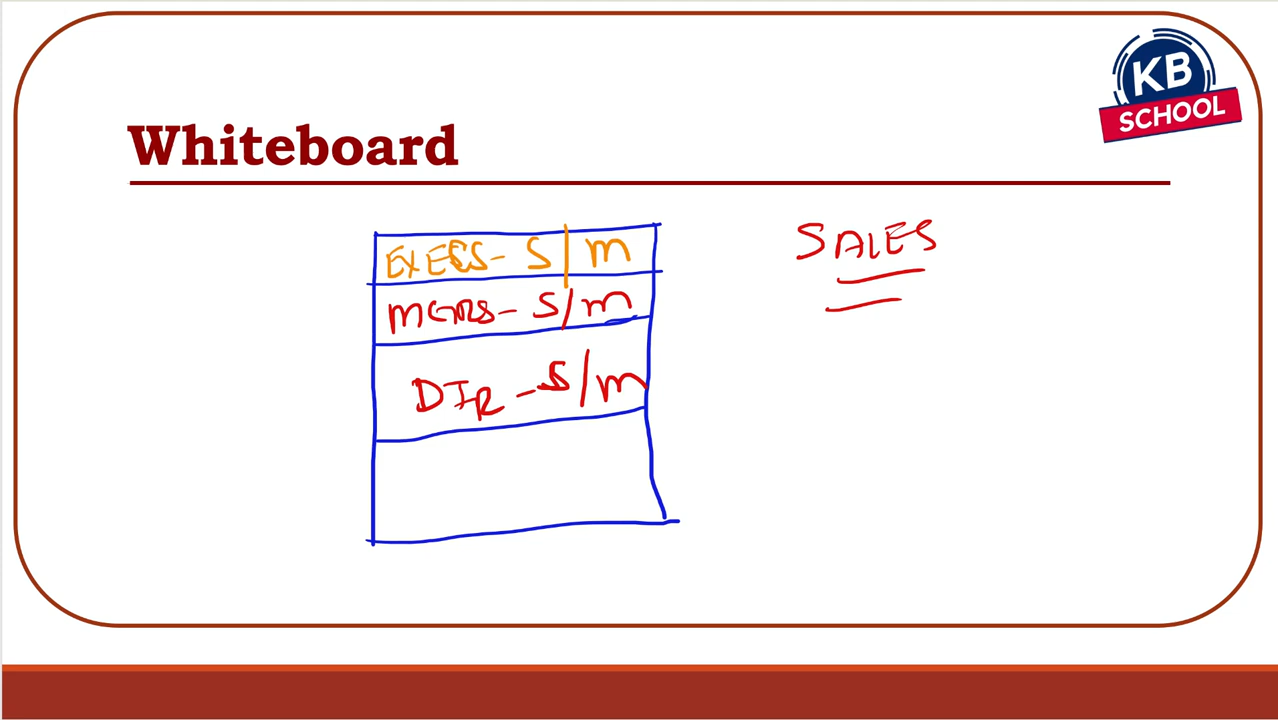 KB
SCHOOL
Whiteboard
EXECS - S | m
MGRS - S / m
DIR - S / m
SALES